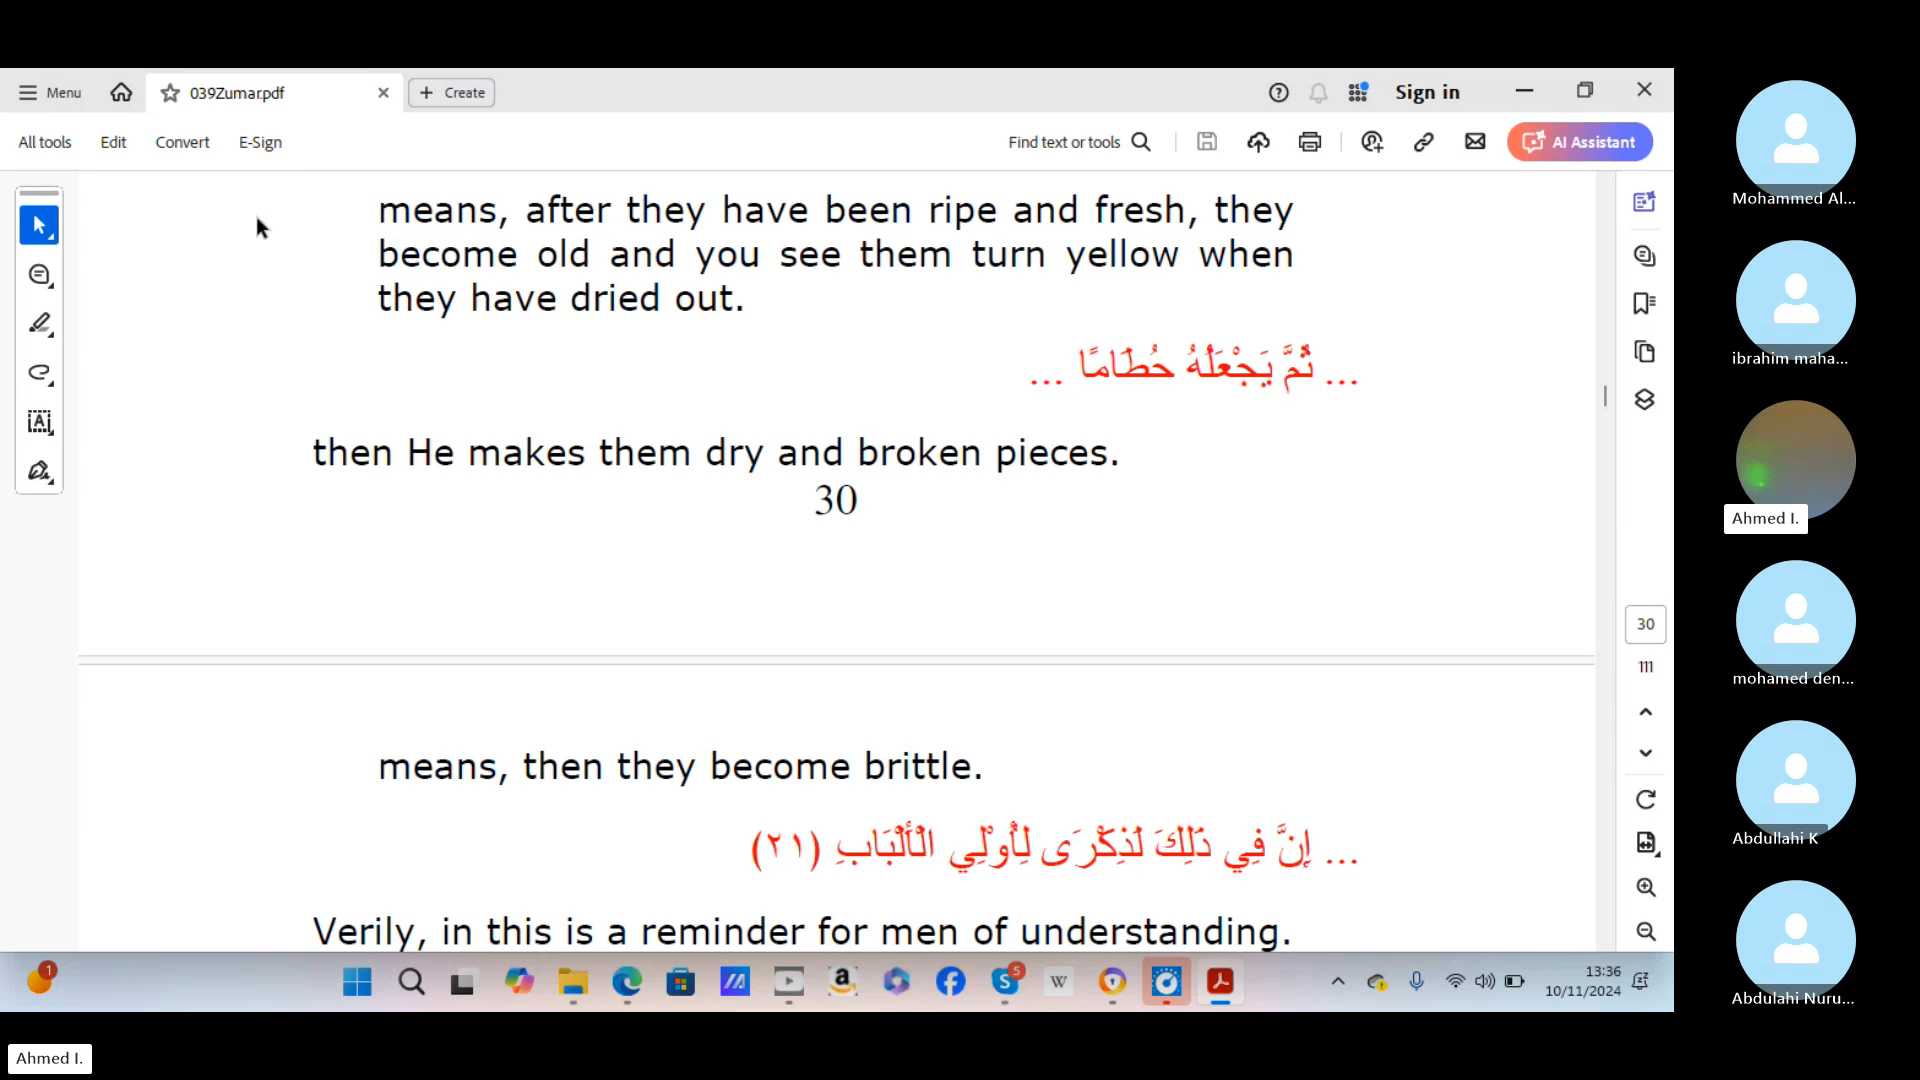 Menu
039Zumar.pdf
Create
Sign in
All tools
Edit
Convert
E-Sign
Find text or tools
AI Assistant
means, after they have been ripe and fresh, they
become old and you see them turn yellow when
they have dried out.
... ثُمَّ يَجْعَلُهُ حُطَامًا ...
then He makes them dry and broken pieces.
30
means, then they become brittle.
... إِنَّ فِي ذَلِكَ لَذِكْرَى لِأُوْلِي الْأَلْبَابِ (٢١)
Verily, in this is a reminder for men of understanding.
30
111
1
5
13:36
10/11/2024
Mohammed Al...
ibrahim maha...
Ahmed I.
mohamed den...
Abdullahi K
Abdulahi Nuru...
Ahmed I.